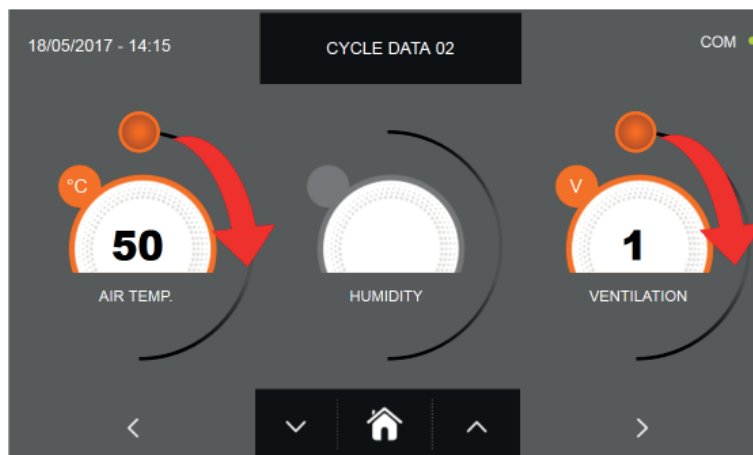 18/05/2017 - 14:15
CYCLE DATA 02
COM
°C
V
50
1
AIR TEMP.
HUMIDITY
VENTILATION